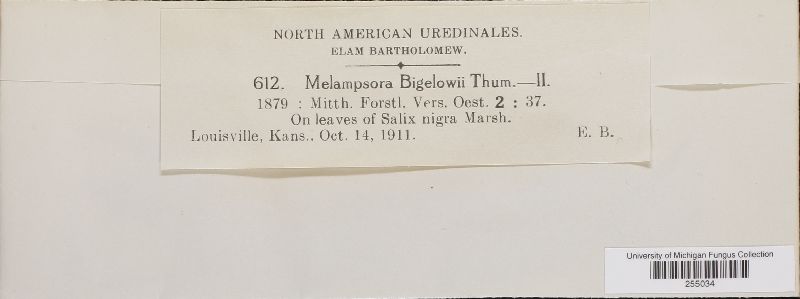 NORTH AMERICAN UREDINALES.
ELAM BARTHOLOMEW.
612. Melampsora Bigelowii Thum.—II.
1879 : Mitth. Forstl. Vers. Oest. 2 : 37.
On leaves of Salix nigra Marsh.
Louisville, Kans., Oct. 14, 1911. E. B.
University of Michigan Fungus Collection
255034